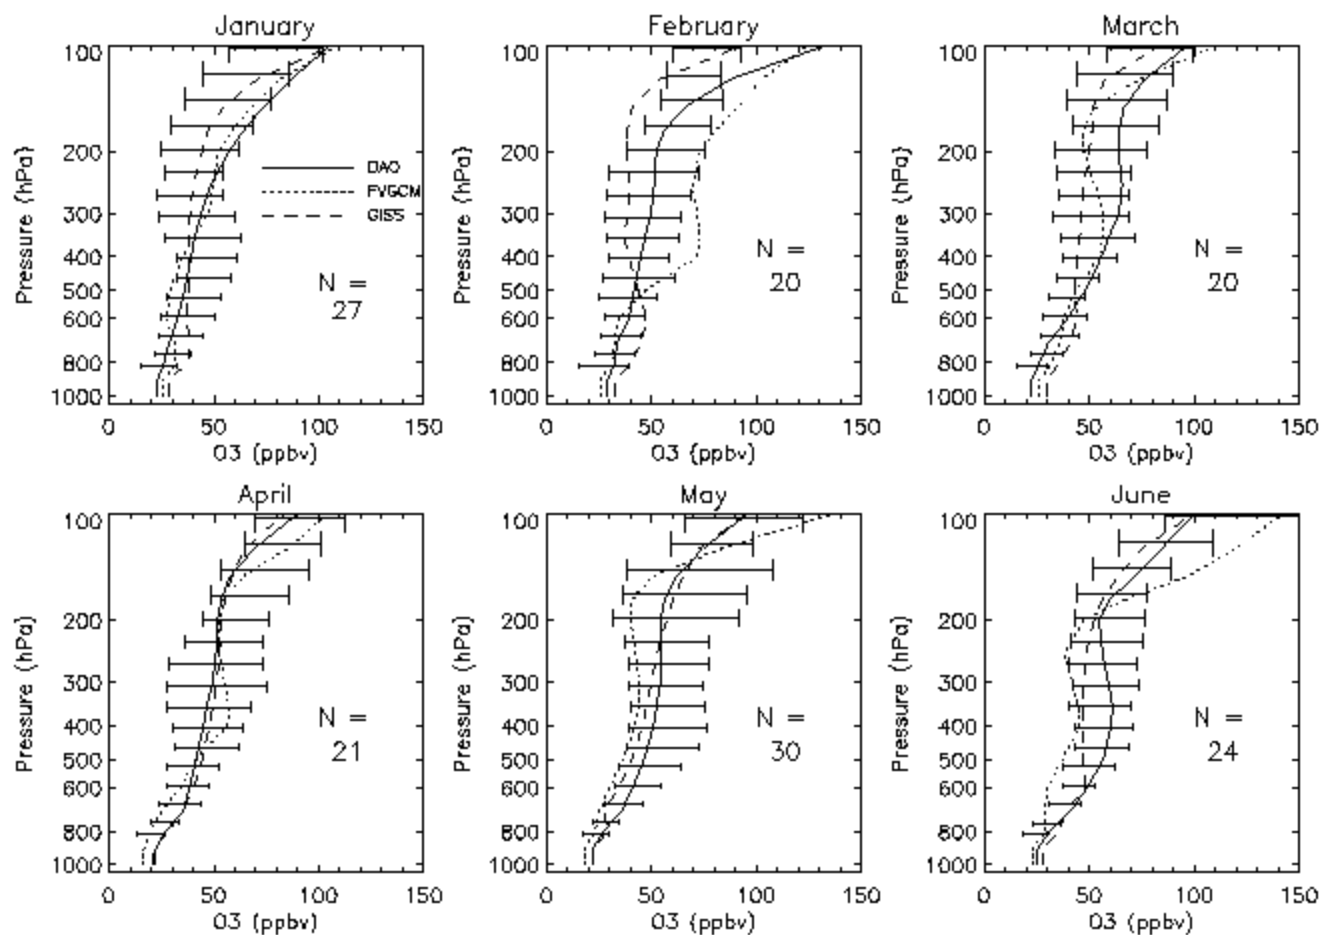 January
February
March
100
200
300
400
500
600
800
1000
Pressure (hPa)
DAO
FVGCM
GISS
N =
27
0
50
100
150
O3 (ppbv)
100
200
300
400
500
600
800
1000
Pressure (hPa)
N =
20
0
50
100
150
O3 (ppbv)
100
200
300
400
500
600
800
1000
Pressure (hPa)
N =
20
0
50
100
150
O3 (ppbv)
April
May
June
100
200
300
400
500
600
800
1000
Pressure (hPa)
N =
21
0
50
100
150
O3 (ppbv)
100
200
300
400
500
600
800
1000
Pressure (hPa)
N =
30
0
50
100
150
O3 (ppbv)
100
200
300
400
500
600
800
1000
Pressure (hPa)
N =
24
0
50
100
150
O3 (ppbv)